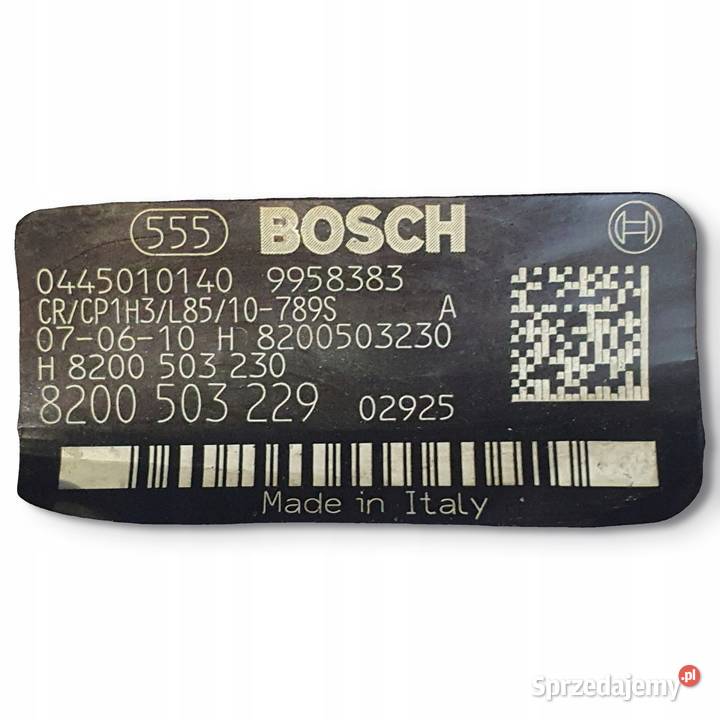 555 BOSCH
0445010140 9958383
CR/CP1H3/L85/10-789S A
07-06-10 H 8200503230
H 8200 503 230
8200 503 229 02925
Made in Italy
Sprzedajemy.pl